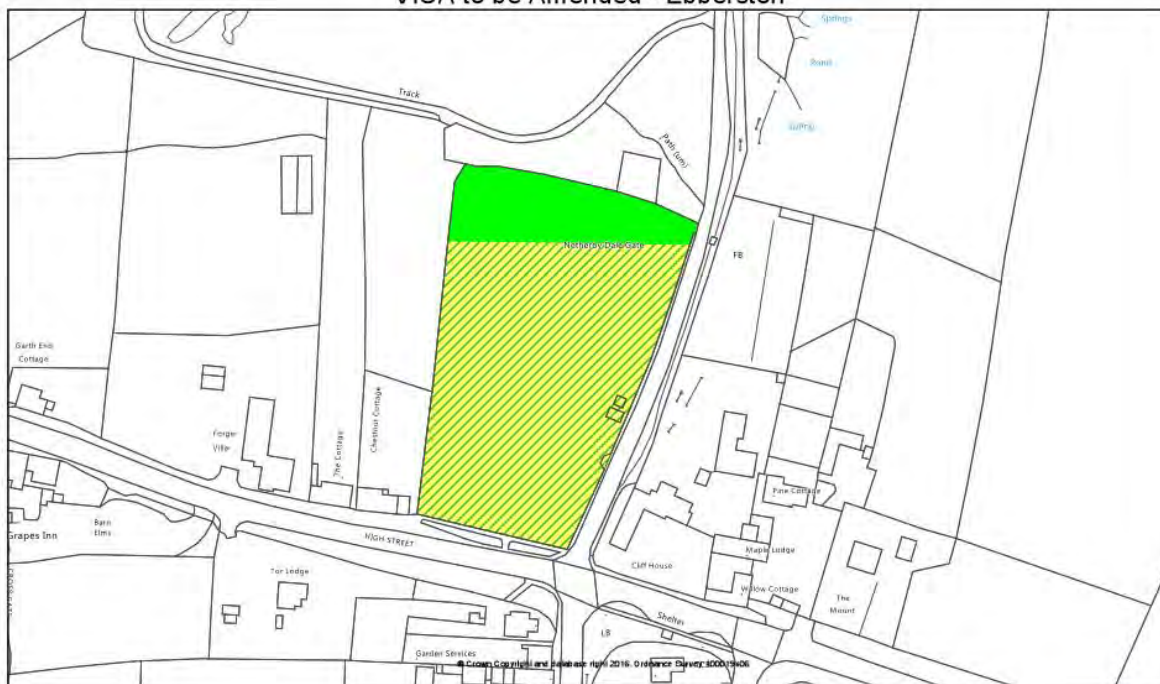 VIUA to be Amended - Ebberston
Springs
Pond
Track
Path (um)
Netherby Dale Gate
FB
Garth End
Cottage
Chestnut Cottage
The Cottage
Forge
Villa
Pine Cottage
Barn
Elms
Grapes Inn
HIGH STREET
Maple Lodge
Tor Lodge
Cliff House
Willow Cottage
The
Mount
Shelter
LB
Garden Services
© Crown Copyright and database right 2016. Ordnance Survey 100019406